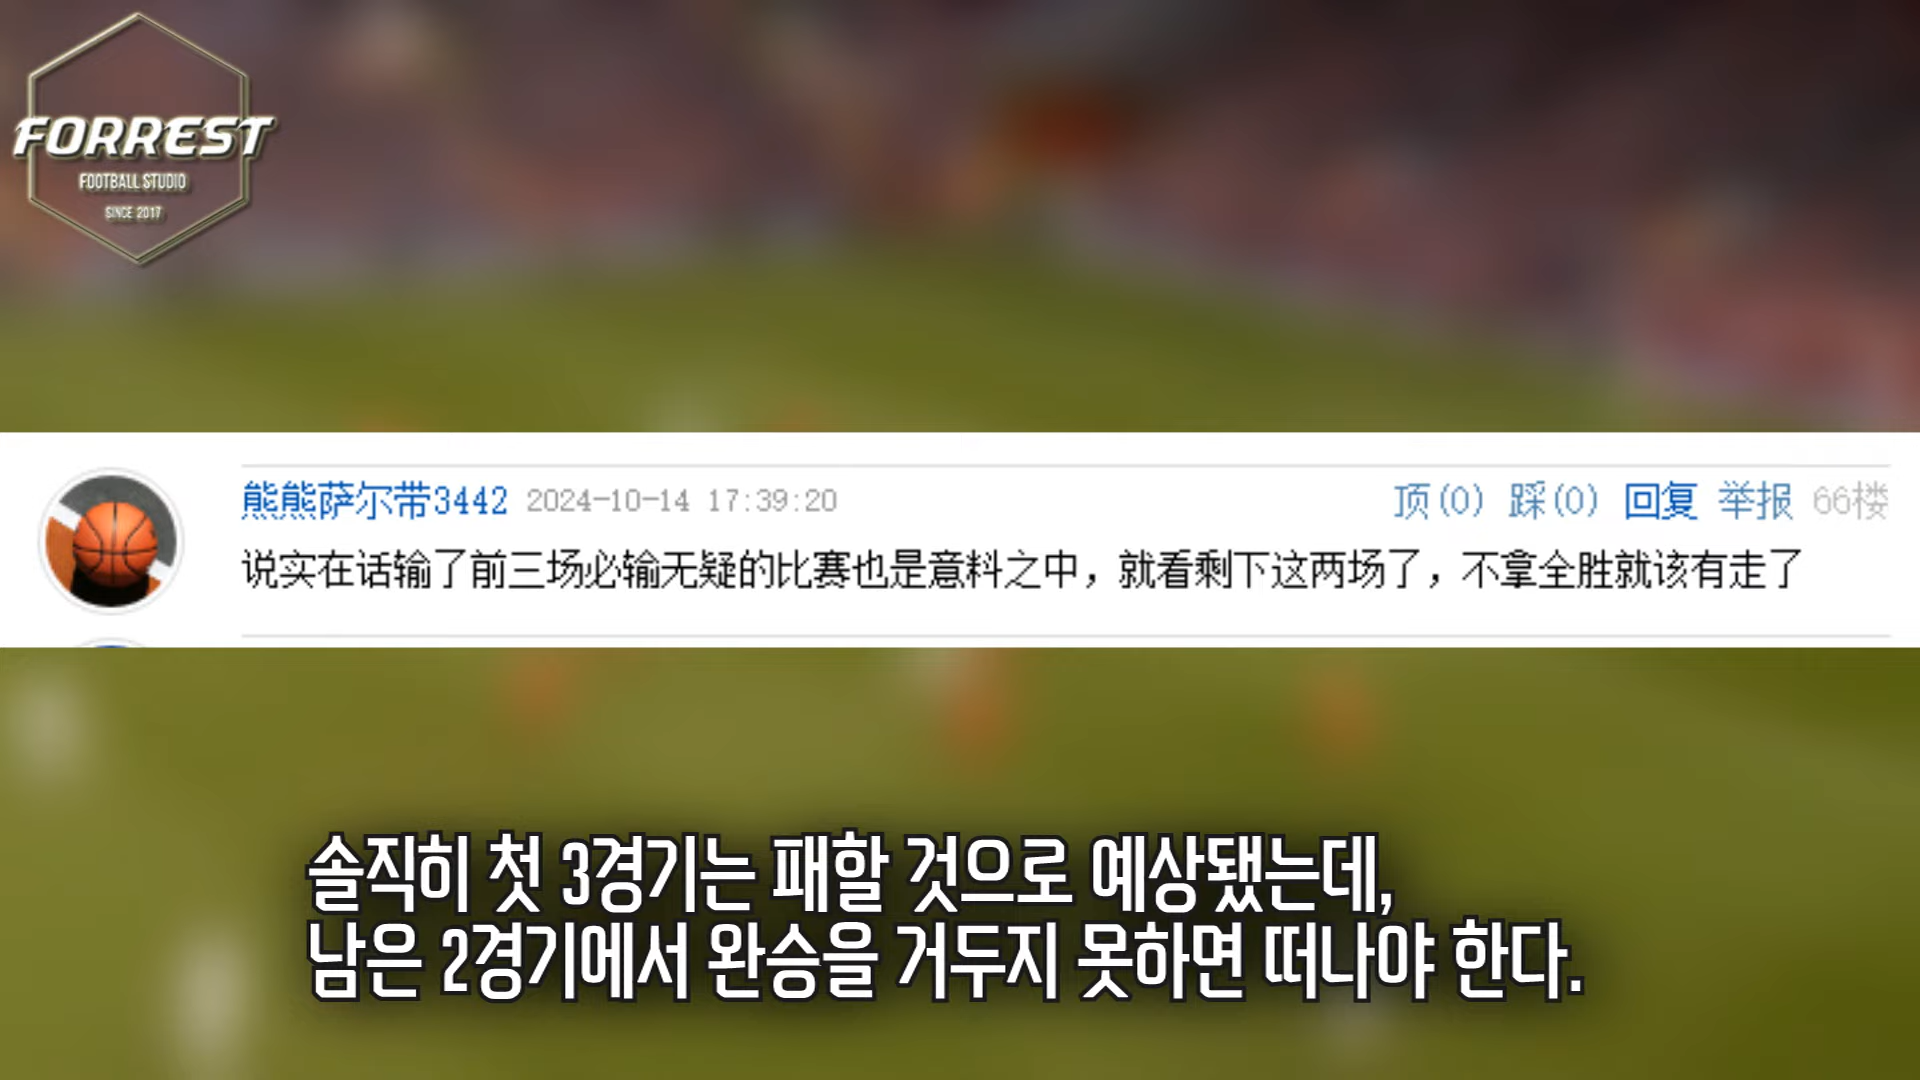 FORREST
FOOTBALL STUDIO
SINCE 2017
熊熊萨尔带3442 2024-10-14 17:39:20 顶(0) 踩(0) 回复 举报 66楼
说实在话输了前三场必输无疑的比赛也是意料之中，就看剩下这两场了，不拿全胜就该有走了
솔직히 첫 3경기는 패할 것으로 예상됐는데,
남은 2경기에서 완승을 거두지 못하면 떠나야 한다.